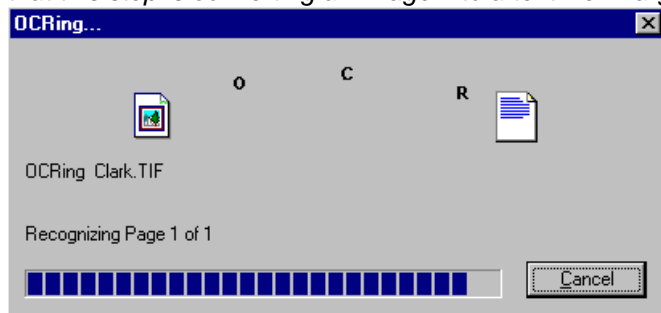 OCRing...
O C R
OCRing Clark.TIF
Recognizing Page 1 of 1
Cancel